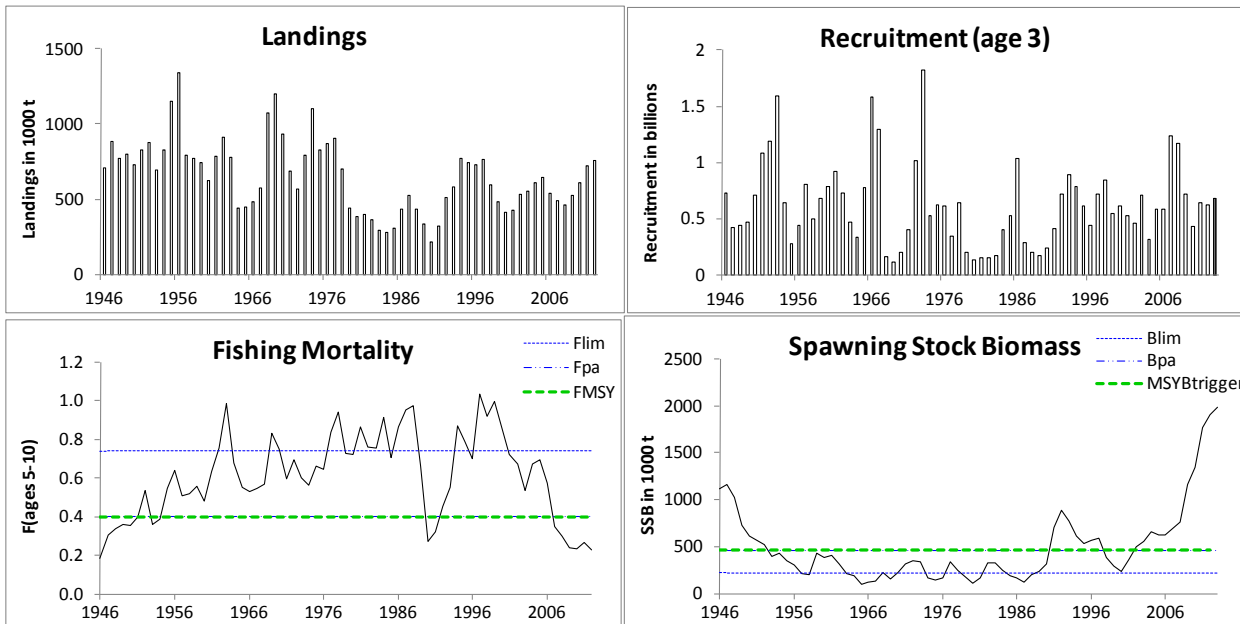 Landings
Landings in 1000 t
1500
1000
500
0
1946 1956 1966 1976 1986 1996 2006
Recruitment (age 3)
Recruitment in billions
2
1.5
1
0.5
0
1946 1956 1966 1976 1986 1996 2006
Fishing Mortality
Flim
Fpa
FMSY
F(ages 5-10)
1.2
1.0
0.8
0.6
0.4
0.2
0.0
1946 1956 1966 1976 1986 1996 2006
Spawning Stock Biomass
Blim
Bpa
MSYBtrigger
SSB in 1000 t
2500
2000
1500
1000
500
0
1946 1956 1966 1976 1986 1996 2006